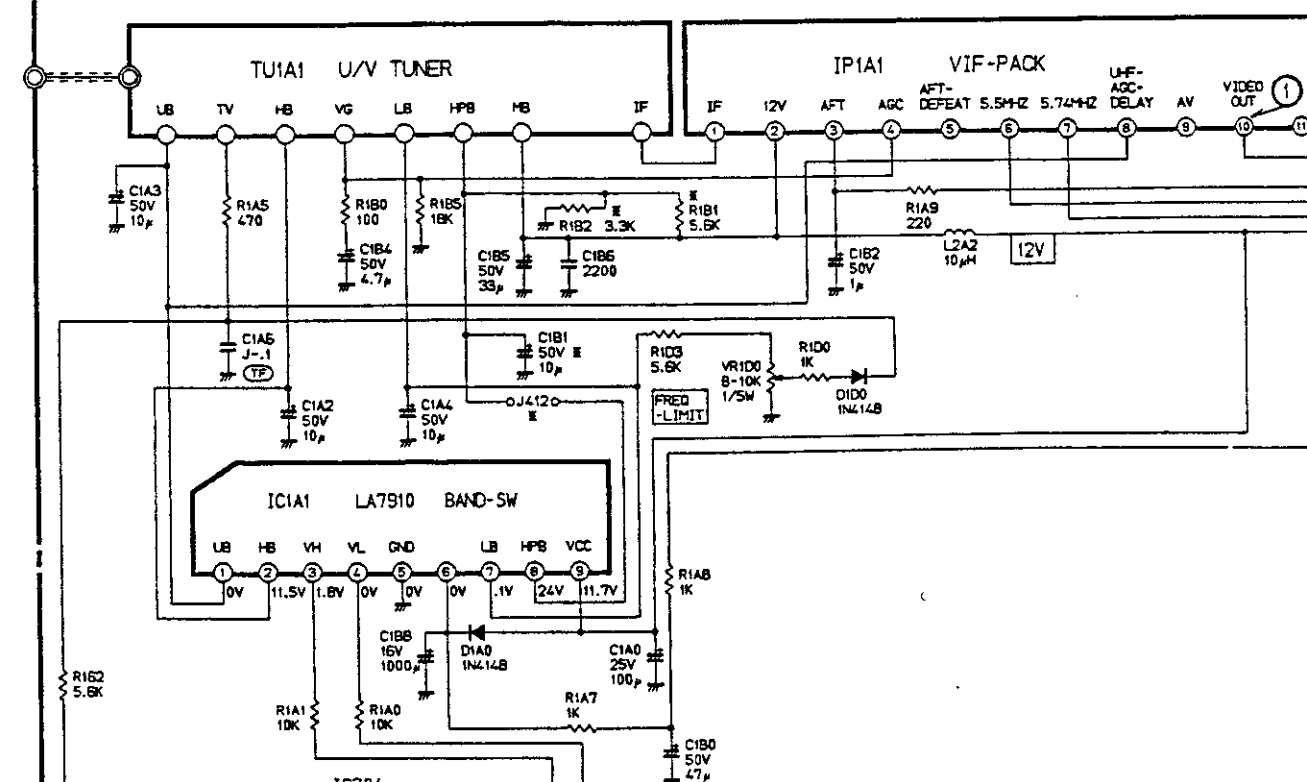 TU1A1 U/V TUNER
IP1A1 VIF-PACK
UB TV HB VG LB HPB MB IF
IF 12V AFT AGC AFT-DEFEAT 5.5MHZ 5.74MHZ UHF-AGC-DELAY AV VIDEO OUT 1
1 2 3 4 5 6 7 8 9 10 11
C1A3
50V
10µ
R1A5
470
R1B0
100
R1B5
18K
R1B2 3.3K
R1B1
5.6K
R1A9
220
C1B4
50V
4.7µ
C1B5
50V
33µ
C1B6
2200
C1B2
50V
1µ
L2A2
10µH
12V
C1A6
J-.1
TF
C1B1
50V
10µ
R1D3
5.6K
VR1D0
B-10K
1/5W
R1D0
1K
D1D0
1N4148
FREQ
-LIMIT
C1A2
50V
10µ
C1A4
50V
10µ
J412
IC1A1 LA7910 BAND-SW
UB HB VH VL GND LB HPB VCC
1 2 3 4 5 6 7 8 9
0V 11.5V 1.8V 0V 0V 0V .1V 24V 11.7V
R1A8
1K
C1B8
16V
1000µ
D1A0
1N4148
C1A0
25V
100µ
R162
5.6K
R1A1
10K
R1A0
10K
R1A7
1K
C1B0
50V
47µ